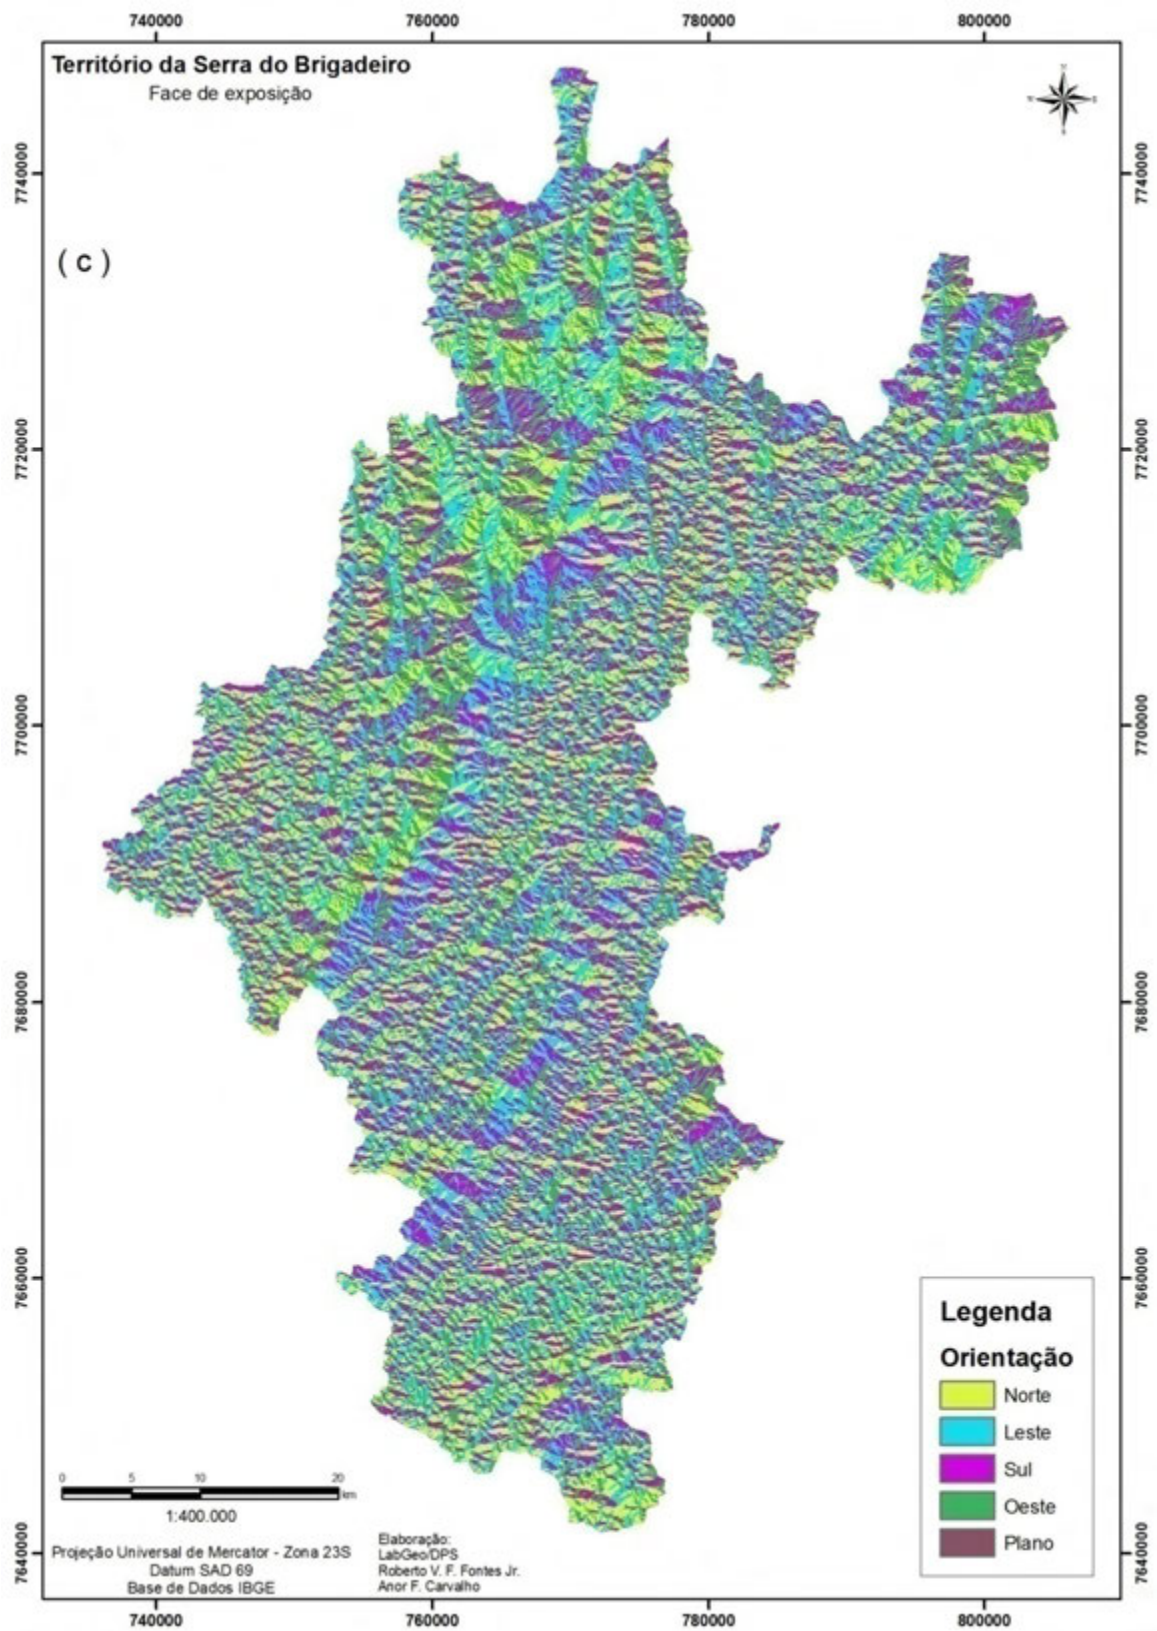 740000 760000 780000 800000
Território da Serra do Brigadeiro
Face de exposição
( c )
7740000 7740000
7720000 7720000
7700000 7700000
7680000 7680000
7660000 7660000
7640000 7640000
Legenda
Orientação
Norte
Leste
Sul
Oeste
Plano
0 5 10 20
km
1:400.000
Projeção Universal de Mercator - Zona 23S
Datum SAD 69
Base de Dados IBGE
Elaboração:
LabGeo/DPS
Roberto V. F. Fontes Jr.
Anor F. Carvalho
740000 760000 780000 800000